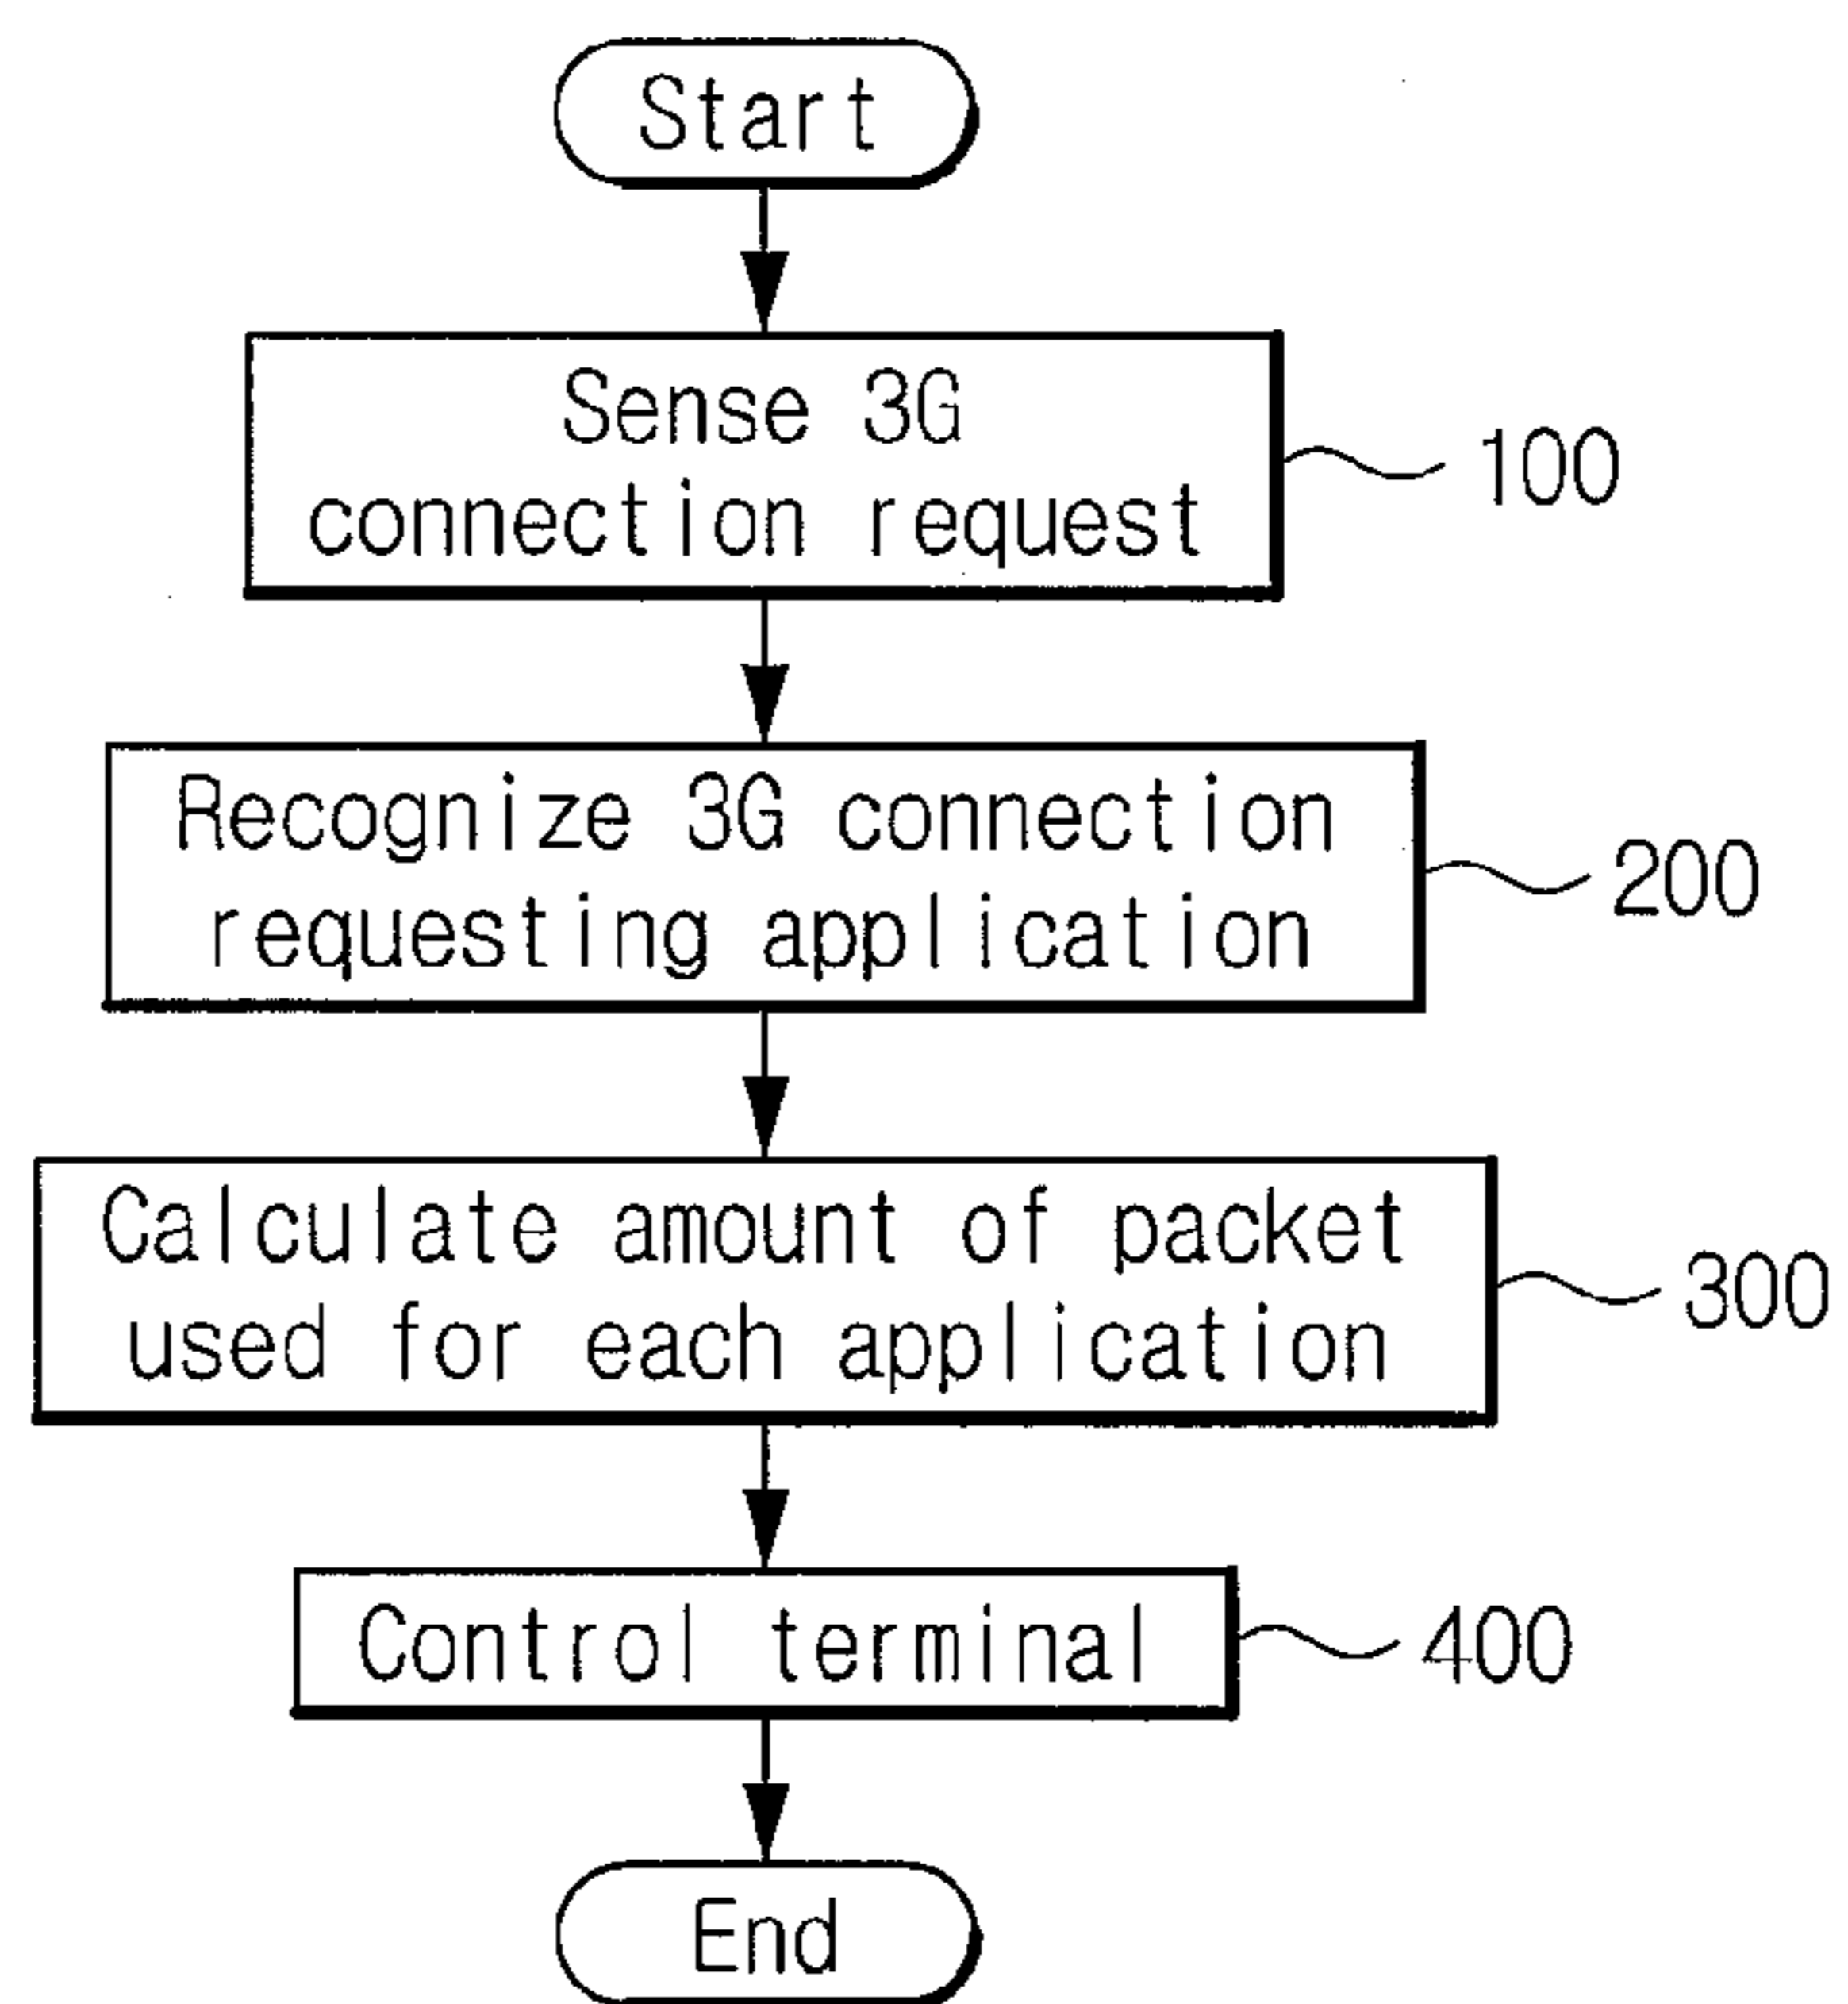 Start
Sense 3G
connection request
100
Recognize 3G connection
requesting application
200
Calculate amount of packet
used for each application
300
Control terminal
400
End